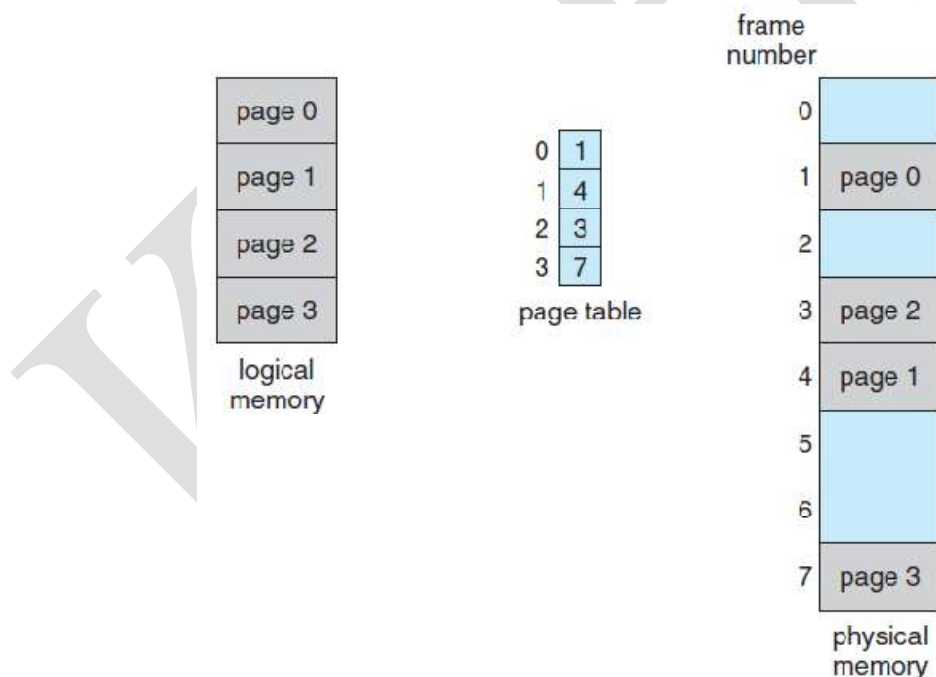 page 0
page 1
page 2
page 3
logical
memory
0 1
1 4
2 3
3 7
page table
frame
number
0
1 page 0
2
3 page 2
4 page 1
5
6
7 page 3
physical
memory